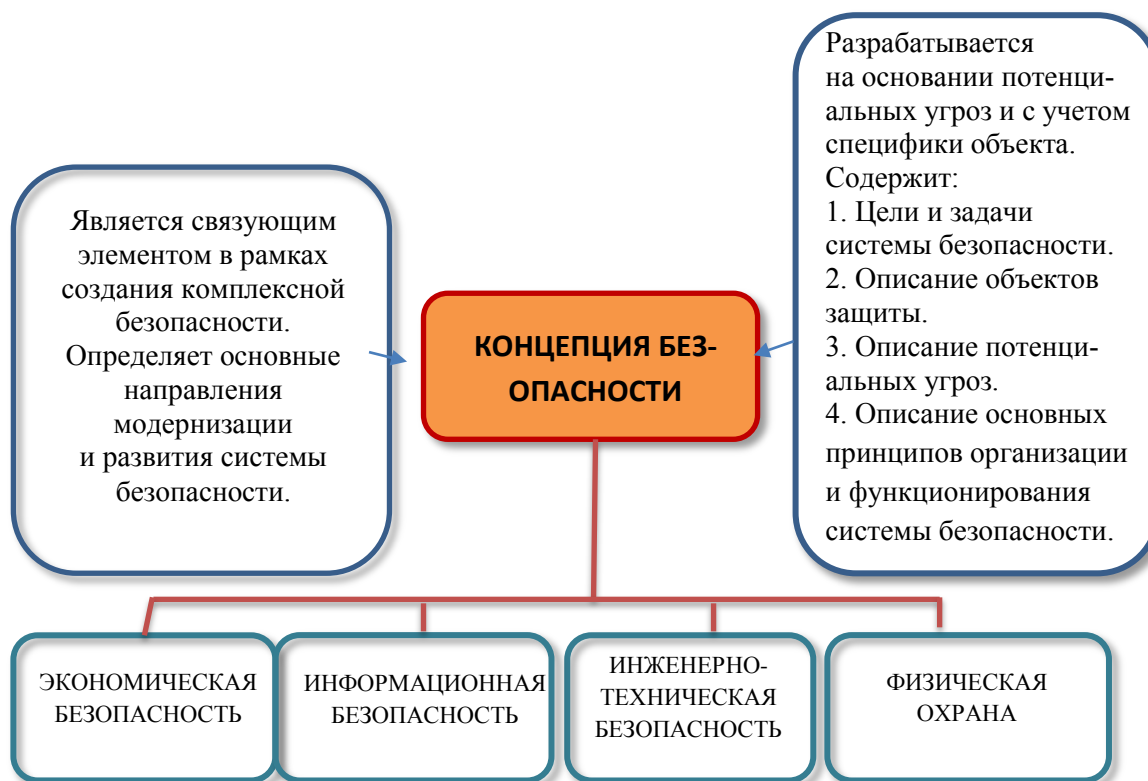 Является связующим
элементом в рамках
создания комплексной
безопасности.
Определяет основные
направления
модернизации
и развития системы
безопасности.
КОНЦЕПЦИЯ БЕЗ-
ОПАСНОСТИ
Разрабатывается
на основании потенци-
альных угроз и с учетом
специфики объекта.
Содержит:
1. Цели и задачи
системы безопасности.
2. Описание объектов
защиты.
3. Описание потенци-
альных угроз.
4. Описание основных
принципов организации
и функционирования
системы безопасности.
ЭКОНОМИЧЕСКАЯ
БЕЗОПАСНОСТЬ
ИНФОРМАЦИОННАЯ
БЕЗОПАСНОСТЬ
ИНЖЕНЕРНО-
ТЕХНИЧЕСКАЯ
БЕЗОПАСНОСТЬ
ФИЗИЧЕСКАЯ
ОХРАНА